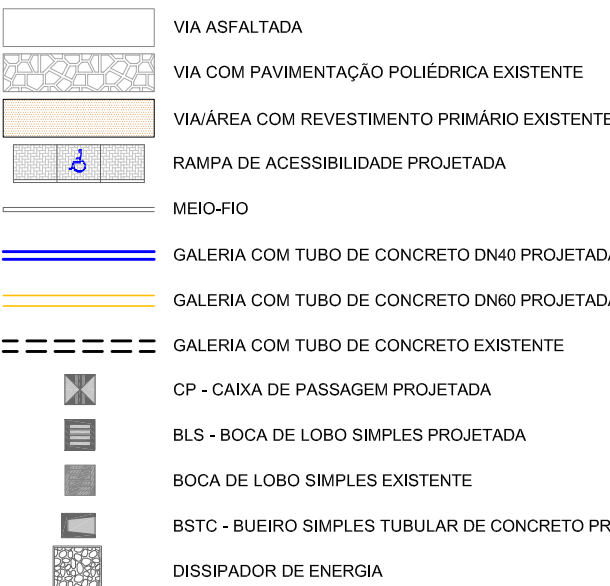 VIA ASFALTADA
VIA COM PAVIMENTAÇÃO POLIÉDRICA EXISTENTE
VIA/ÁREA COM REVESTIMENTO PRIMÁRIO EXISTENTE
RAMPA DE ACESSIBILIDADE PROJETADA
MEIO-FIO
GALERIA COM TUBO DE CONCRETO DN40 PROJETADA
GALERIA COM TUBO DE CONCRETO DN60 PROJETADA
GALERIA COM TUBO DE CONCRETO EXISTENTE
CP - CAIXA DE PASSAGEM PROJETADA
BLS - BOCA DE LOBO SIMPLES PROJETADA
BOCA DE LOBO SIMPLES EXISTENTE
BSTC - BUEIRO SIMPLES TUBULAR DE CONCRETO PR
DISSIPADOR DE ENERGIA